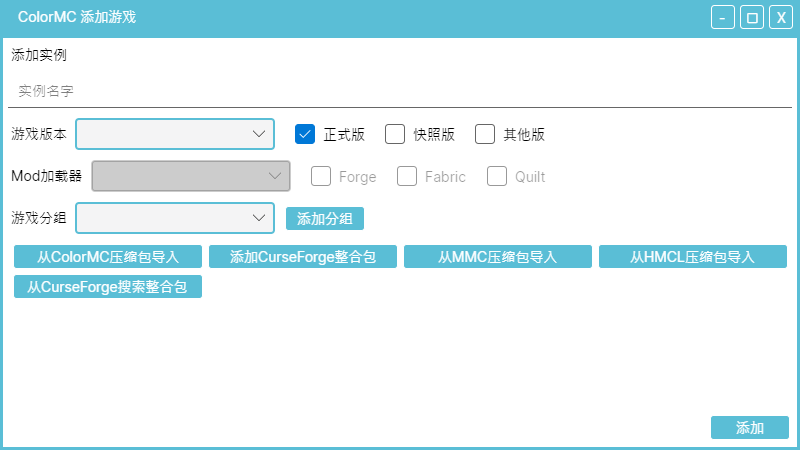 ColorMC 添加游戏
添加实例
实例名字
游戏版本 正式版 快照版 其他版
Mod加载器 Forge Fabric Quilt
游戏分组 添加分组
从ColorMC压缩包导入 添加CurseForge整合包 从MMC压缩包导入 从HMCL压缩包导入
从CurseForge搜索整合包
添加